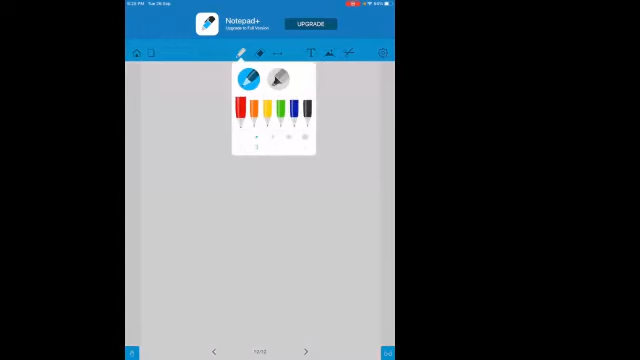 Notepad+
Upgrade to Full Version
UPGRADE
T
12/12